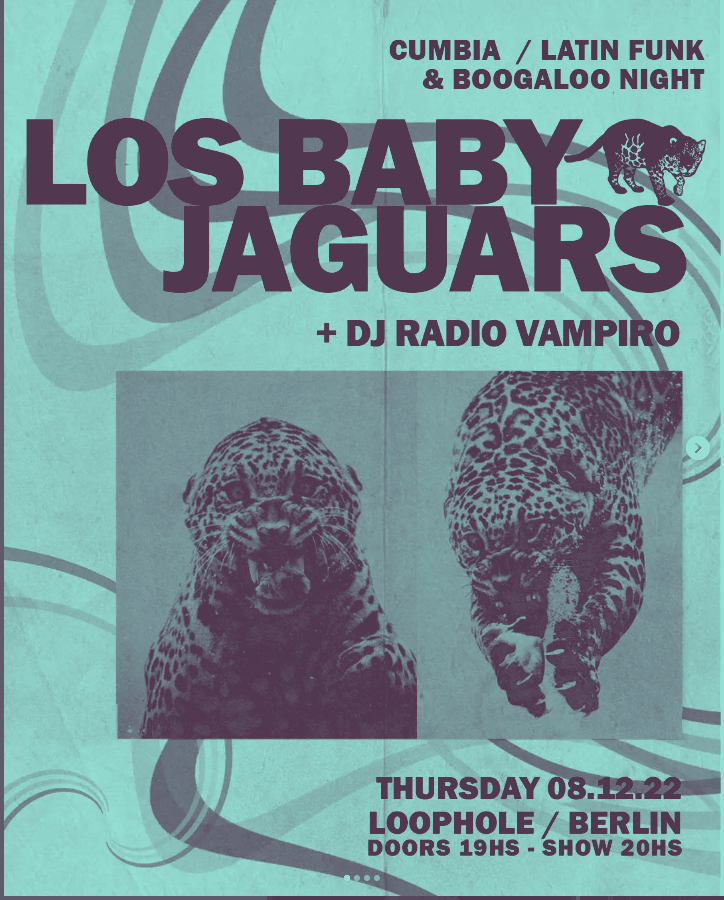 CUMBIA / LATIN FUNK
& BOOGALOO NIGHT
LOS BABY
JAGUARS
+ DJ RADIO VAMPIRO
THURSDAY 08.12.22
LOOPHOLE / BERLIN
DOORS 19HS - SHOW 20HS